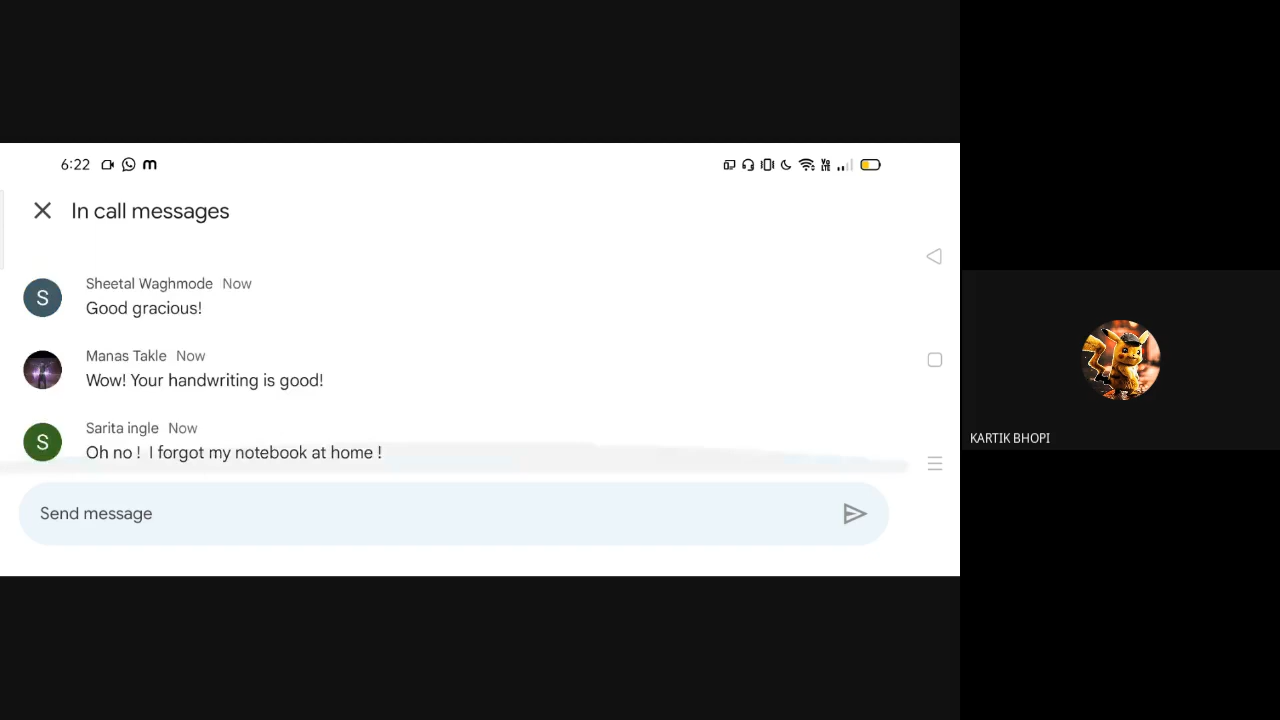 6:22
In call messages
S Sheetal Waghmode Now
Good gracious!
Manas Takle Now
Wow! Your handwriting is good!
S Sarita ingle Now
Oh no ! I forgot my notebook at home !
Send message
KARTIK BHOPI